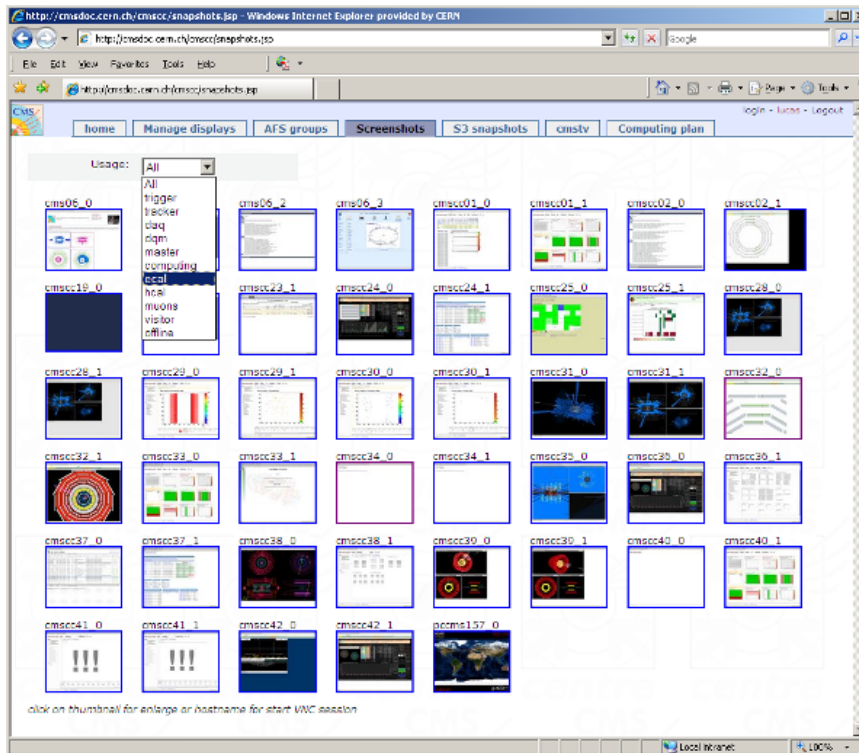 http://cmsdoc.cern.ch/cmscc/snapshots.jsp - Windows Internet Explorer provided by CERN
http://cmsdoc.cern.ch/cmscc/snapshots.jsp
Google
File Edit View Favorites Tools Help
http://cmsdoc.cern.ch/cmscc/snapshots.jsp
Page Tools
CMS
login - lucas - Logout
home Manage displays AFS groups Screenshots S3 snapshots cmstv Computing plan
Usage: All
All
trigger
tracker
daq
dqm
master
computing
ecal
hcal
muons
visitor
offline
cms06_0 cms06_2 cms06_3 cmscc01_0 cmscc01_1 cmscc02_0 cmscc02_1
cmscc19_0 cmscc23_1 cmscc24_0 cmscc24_1 cmscc25_0 cmscc25_1 cmscc28_0
cmscc28_1 cmscc29_0 cmscc29_1 cmscc30_0 cmscc30_1 cmscc31_0 cmscc31_1 cmscc32_0
cmscc32_1 cmscc33_0 cmscc33_1 cmscc34_0 cmscc34_1 cmscc35_0 cmscc36_0 cmscc36_1
cmscc37_0 cmscc37_1 cmscc38_0 cmscc38_1 cmscc39_0 cmscc39_1 cmscc40_0 cmscc40_1
cmscc41_0 cmscc41_1 cmscc42_0 cmscc42_1 pccms157_0
click on thumbnail for enlarge or hostname for start VNC session
centre centre
CMS CMS CMS
Local intranet 100%